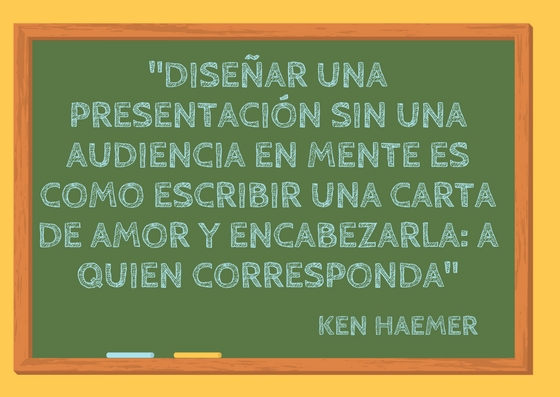 "DISEÑAR UNA
PRESENTACIÓN SIN UNA
AUDIENCIA EN MENTE ES
COMO ESCRIBIR UNA CARTA
DE AMOR Y ENCABEZARLA: A
QUIEN CORRESPONDA"
KEN HAEMER